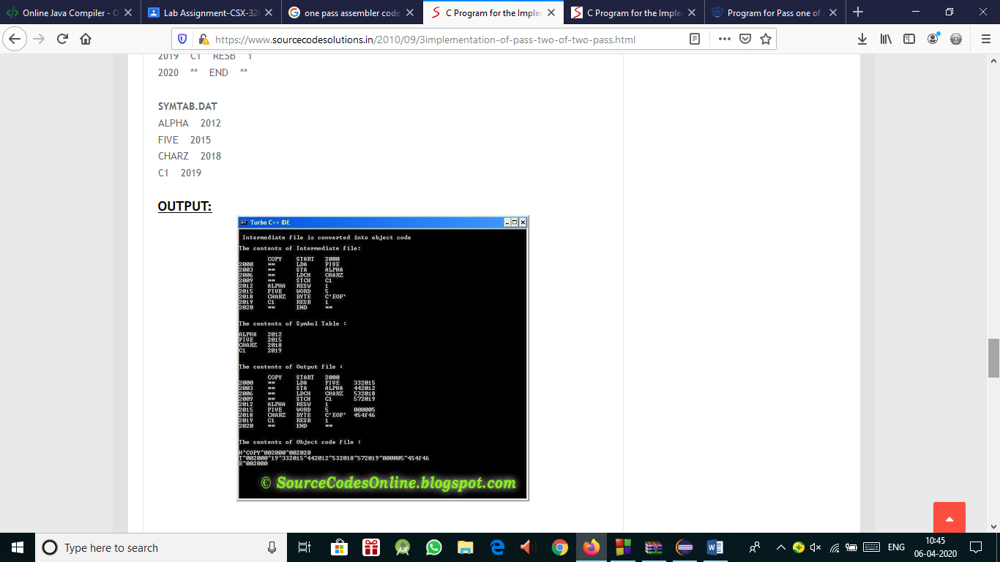 Online Java Compiler - O
Lab Assignment-CSX-32
one pass assembler code
C Program for the Impler
C Program for the Impler
Program for Pass one of
https://www.sourcecodesolutions.in/2010/09/3implementation-of-pass-two-of-two-pass.html
2019 C1 RESB 1
2020 ** END **
SYMTAB.DAT
ALPHA 2012
FIVE 2015
CHARZ 2018
C1 2019
OUTPUT:
Turbo C++ IDE
Intermediate file is converted into object code
The contents of Intermediate file:
COPY START 2000
2000 ** LDA FIVE
2003 ** STA ALPHA
2006 ** LDCH CHARZ
2009 ** STCH C1
2012 ALPHA RESW 1
2015 FIVE WORD 5
2018 CHARZ BYTE C'EOF'
2019 C1 RESB 1
2020 ** END **
The contents of Symbol Table :
ALPHA 2012
FIVE 2015
CHARZ 2018
C1 2019
The contents of Output file :
COPY START 2000
2000 ** LDA FIVE 332015
2003 ** STA ALPHA 442012
2006 ** LDCH CHARZ 532018
2009 ** STCH C1 572019
2012 ALPHA RESW 1
2015 FIVE WORD 5 000005
2018 CHARZ BYTE C'EOF' 454f46
2019 C1 RESB 1
2020 ** END **
The contents of Object code file :
H^COPY^002000^002020
T^002000^19^332015^442012^532018^572019^000005^454f46
E^002000
© SourceCodesOnline.blogspot.com
Type here to search
ENG
10:45
06-04-2020